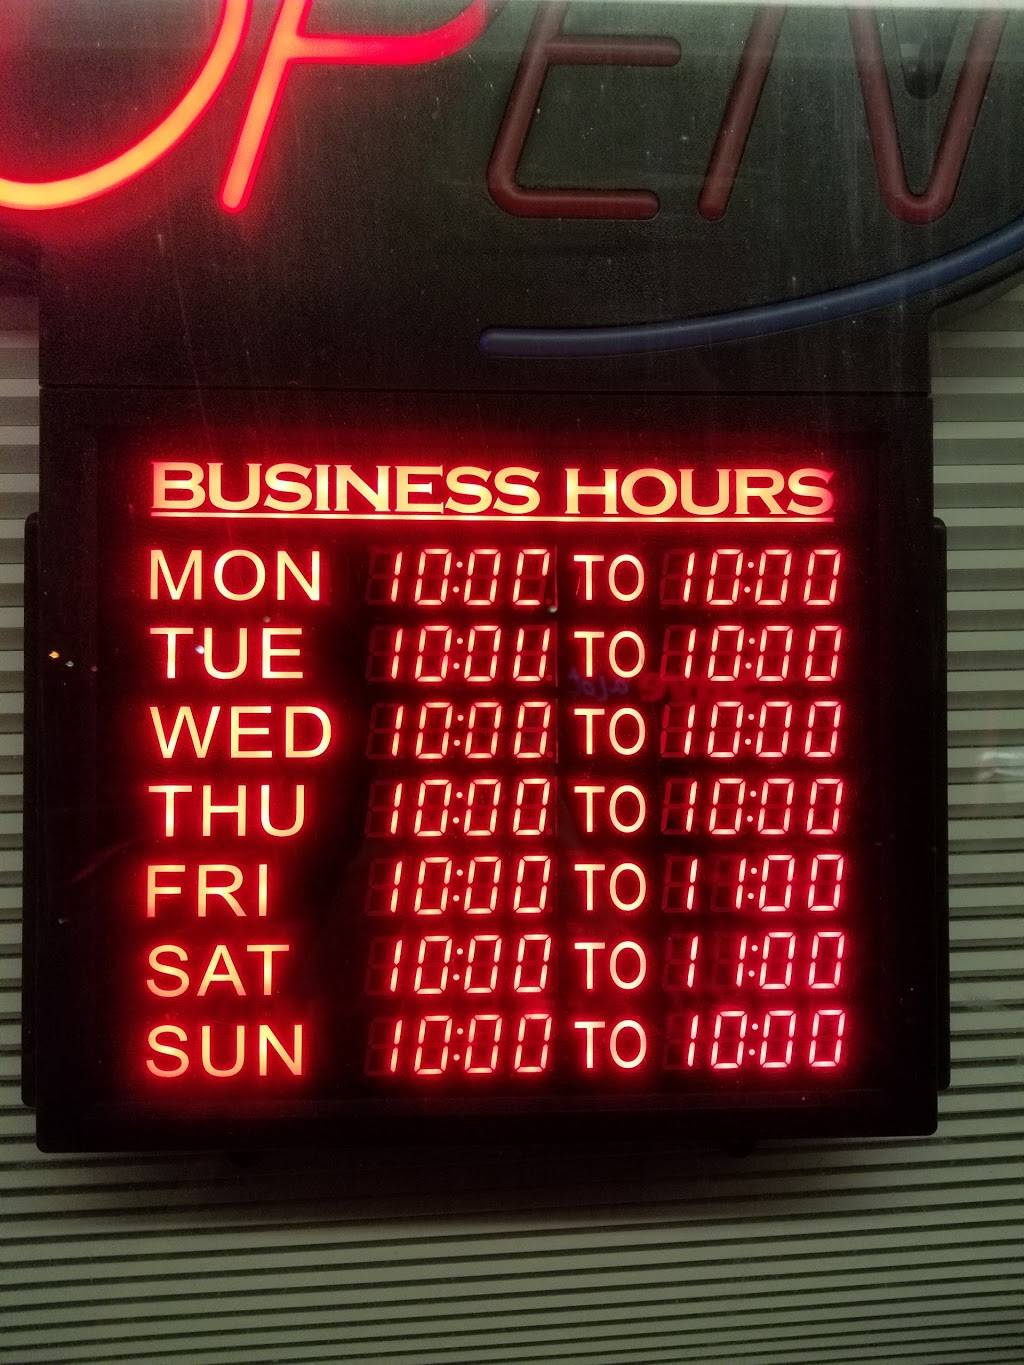 OPEN
BUSINESS HOURS
MON 10:00 TO 10:00
TUE 10:00 TO 10:00
WED 10:00 TO 10:00
THU 10:00 TO 10:00
FRI 10:00 TO 11:00
SAT 10:00 TO 11:00
SUN 10:00 TO 10:00